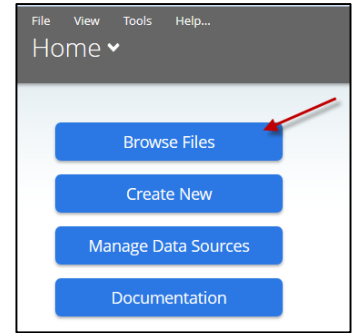 File View Tools Help...
Home
Browse Files
Create New
Manage Data Sources
Documentation